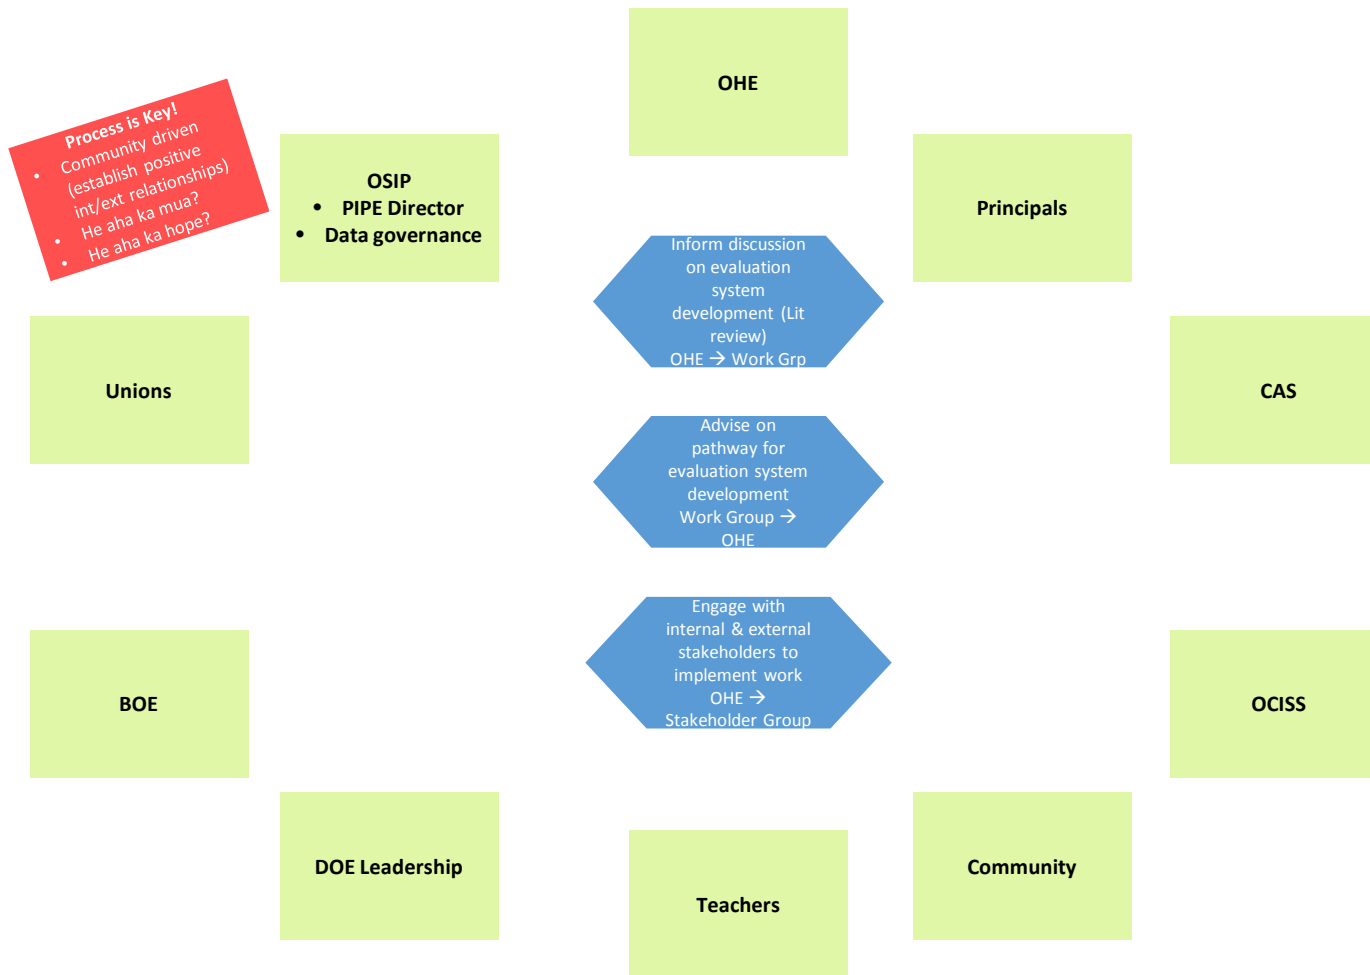 OHE
Process is Key!
• Community driven
(establish positive
int/ext relationships)
• He aha ka mua?
• He aha ka hope?
OSIP
• PIPE Director
• Data governance
Principals
Inform discussion
on evaluation
system
development (Lit
review)
OHE → Work Grp
Unions
CAS
Advise on
pathway for
evaluation system
development
Work Group →
OHE
Engage with
internal & external
stakeholders to
implement work
OHE →
Stakeholder Group
BOE
OCISS
DOE Leadership
Teachers
Community